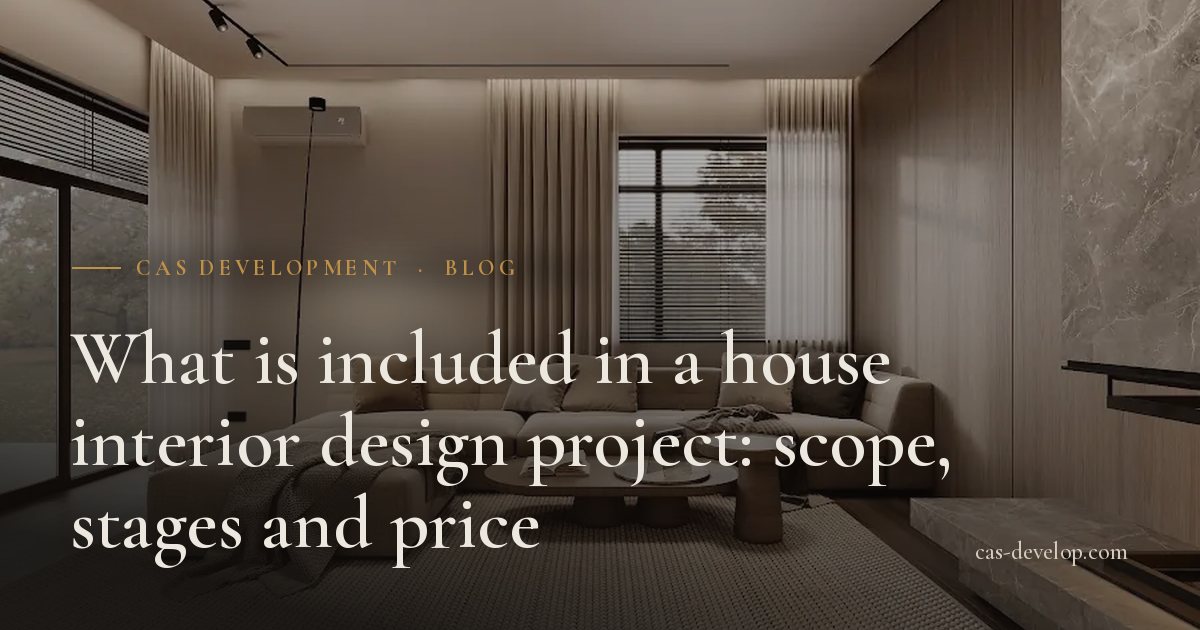 CAS DEVELOPMENT · BLOG
What is included in a house
interior design project: scope,
stages and price
cas-develop.com